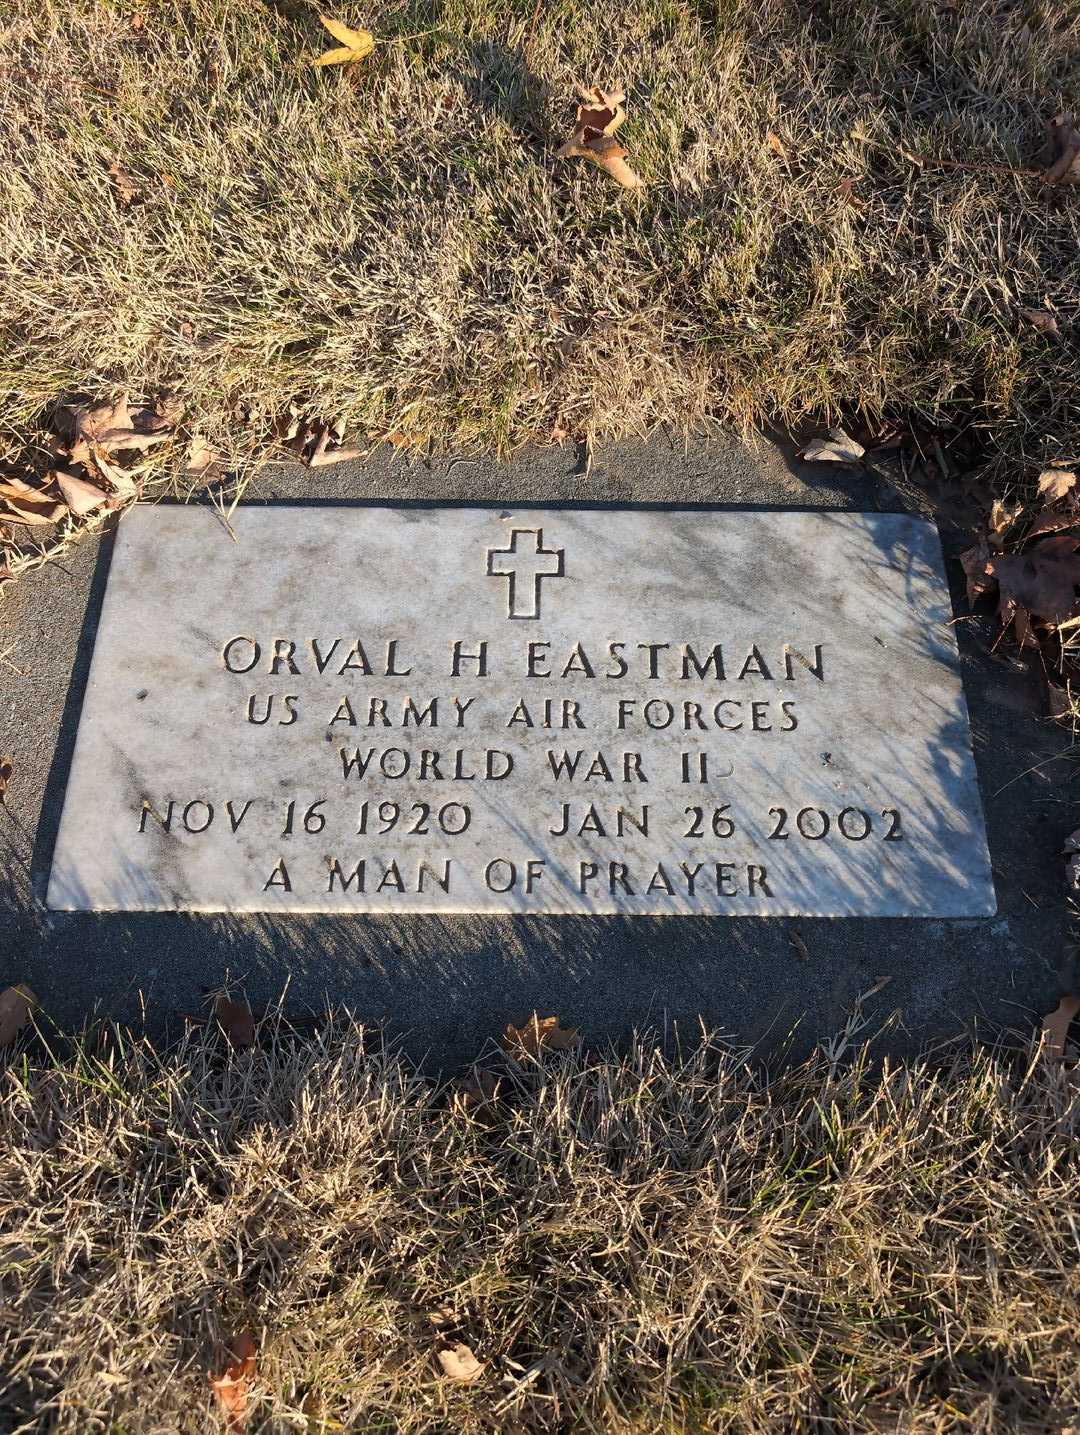 ORVAL H EASTMAN
US ARMY AIR FORCES
WORLD WAR II
NOV 16 1920 JAN 26 2002
A MAN OF PRAYER